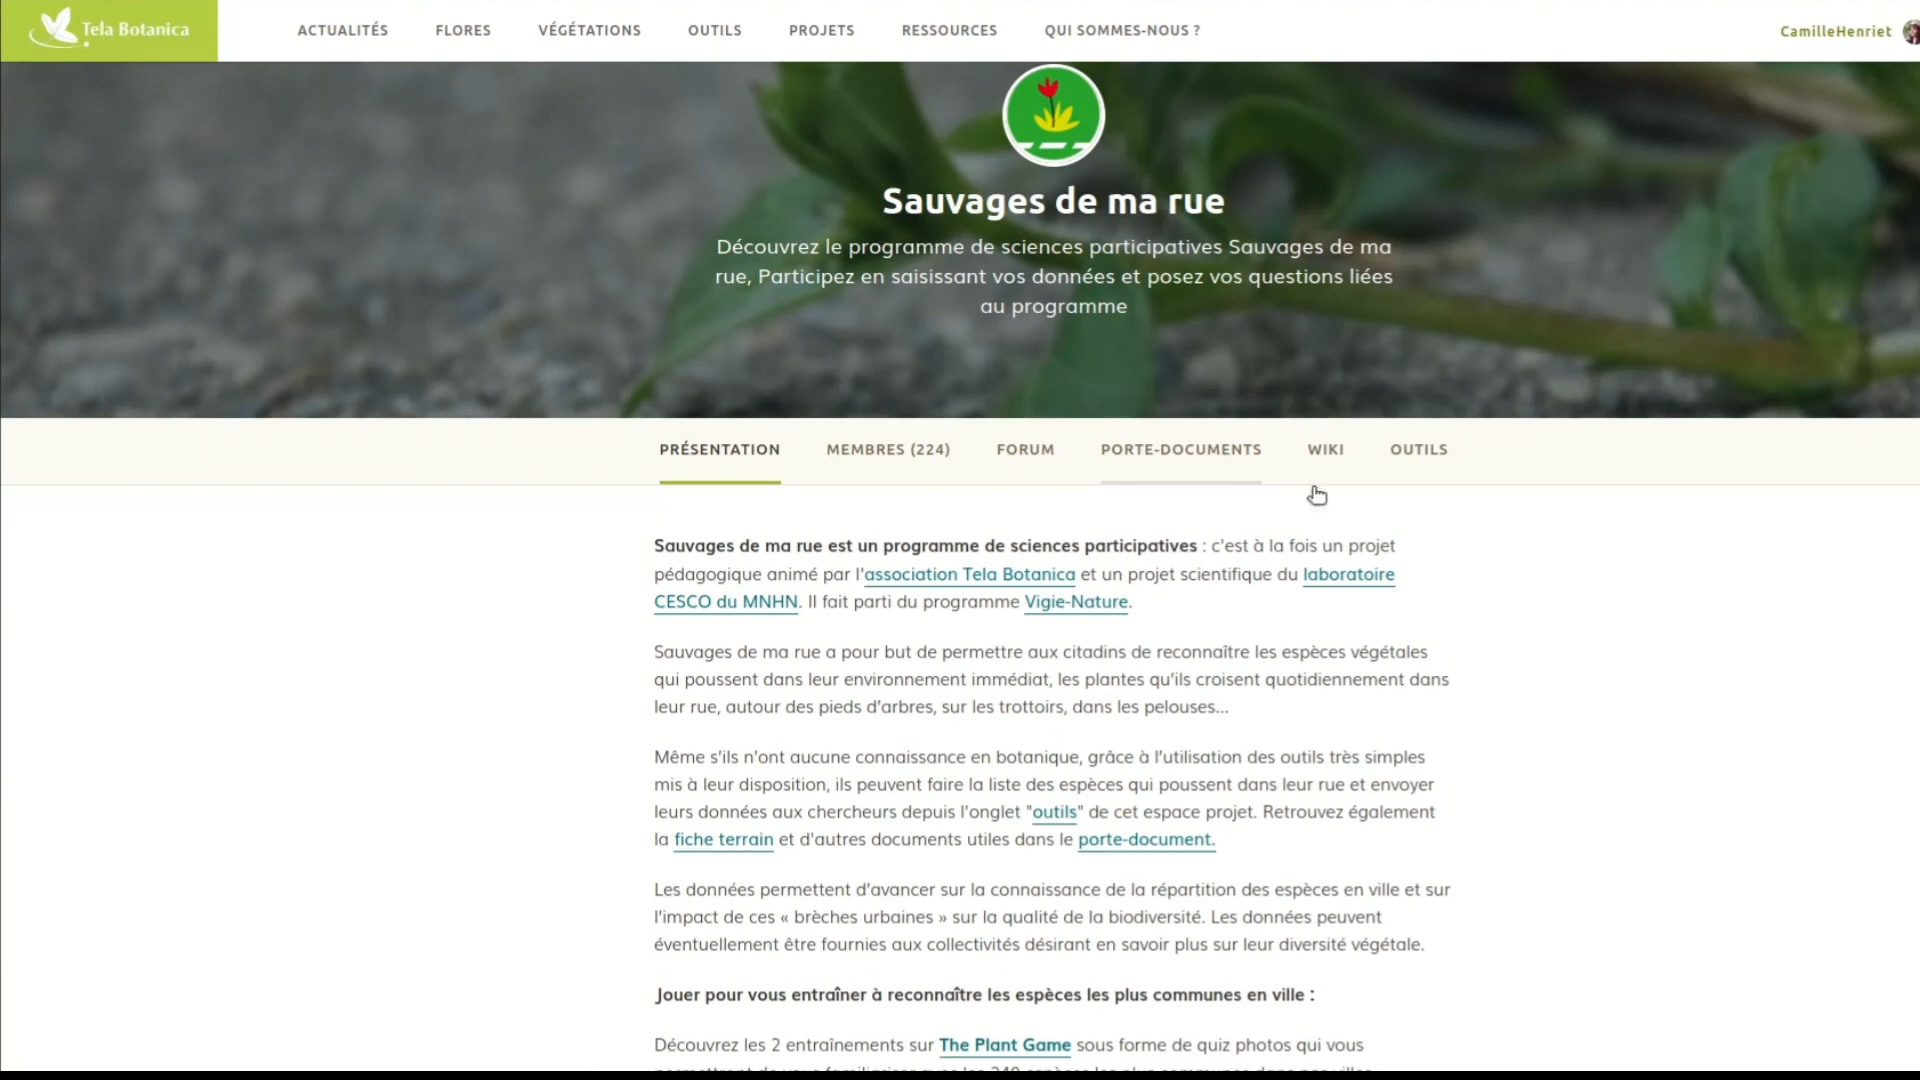 Tela Botanica
ACTUALITÉS FLORES VÉGÉTATIONS OUTILS PROJETS RESSOURCES QUI SOMMES-NOUS ?
CamilleHenriet
Sauvages de ma rue
Découvrez le programme de sciences participatives Sauvages de ma
rue, Participez en saisissant vos données et posez vos questions liées
au programme
PRÉSENTATION MEMBRES (224) FORUM PORTE-DOCUMENTS WIKI OUTILS
Sauvages de ma rue est un programme de sciences participatives : c'est à la fois un projet
pédagogique animé par l'association Tela Botanica et un projet scientifique du laboratoire
CESCO du MNHN. Il fait parti du programme Vigie-Nature.
Sauvages de ma rue a pour but de permettre aux citadins de reconnaître les espèces végétales
qui poussent dans leur environnement immédiat, les plantes qu'ils croisent quotidiennement dans
leur rue, autour des pieds d'arbres, sur les trottoirs, dans les pelouses...
Même s'ils n'ont aucune connaissance en botanique, grâce à l'utilisation des outils très simples
mis à leur disposition, ils peuvent faire la liste des espèces qui poussent dans leur rue et envoyer
leurs données aux chercheurs depuis l'onglet "outils" de cet espace projet. Retrouvez également
la fiche terrain et d'autres documents utiles dans le porte-document.
Les données permettent d'avancer sur la connaissance de la répartition des espèces en ville et sur
l'impact de ces « brèches urbaines » sur la qualité de la biodiversité. Les données peuvent
éventuellement être fournies aux collectivités désirant en savoir plus sur leur diversité végétale.
Jouer pour vous entraîner à reconnaître les espèces les plus communes en ville :
Découvrez les 2 entraînements sur The Plant Game sous forme de quiz photos qui vous